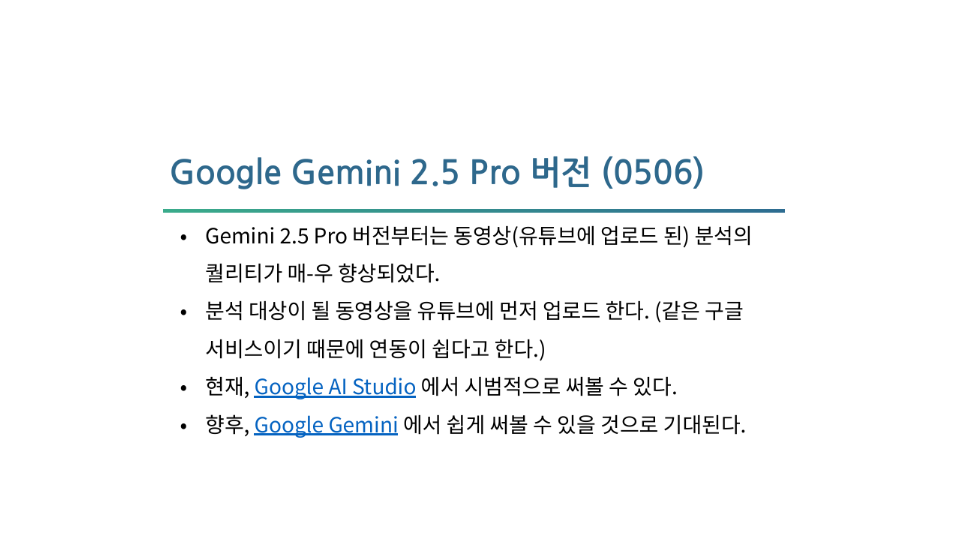 Google Gemini 2.5 Pro 버전 (0506)
• Gemini 2.5 Pro 버전부터는 동영상(유튜브에 업로드 된) 분석의
퀄리티가 매-우 향상되었다.
• 분석 대상이 될 동영상을 유튜브에 먼저 업로드 한다. (같은 구글
서비스이기 때문에 연동이 쉽다고 한다.)
• 현재, Google AI Studio 에서 시범적으로 써볼 수 있다.
• 향후, Google Gemini 에서 쉽게 써볼 수 있을 것으로 기대된다.